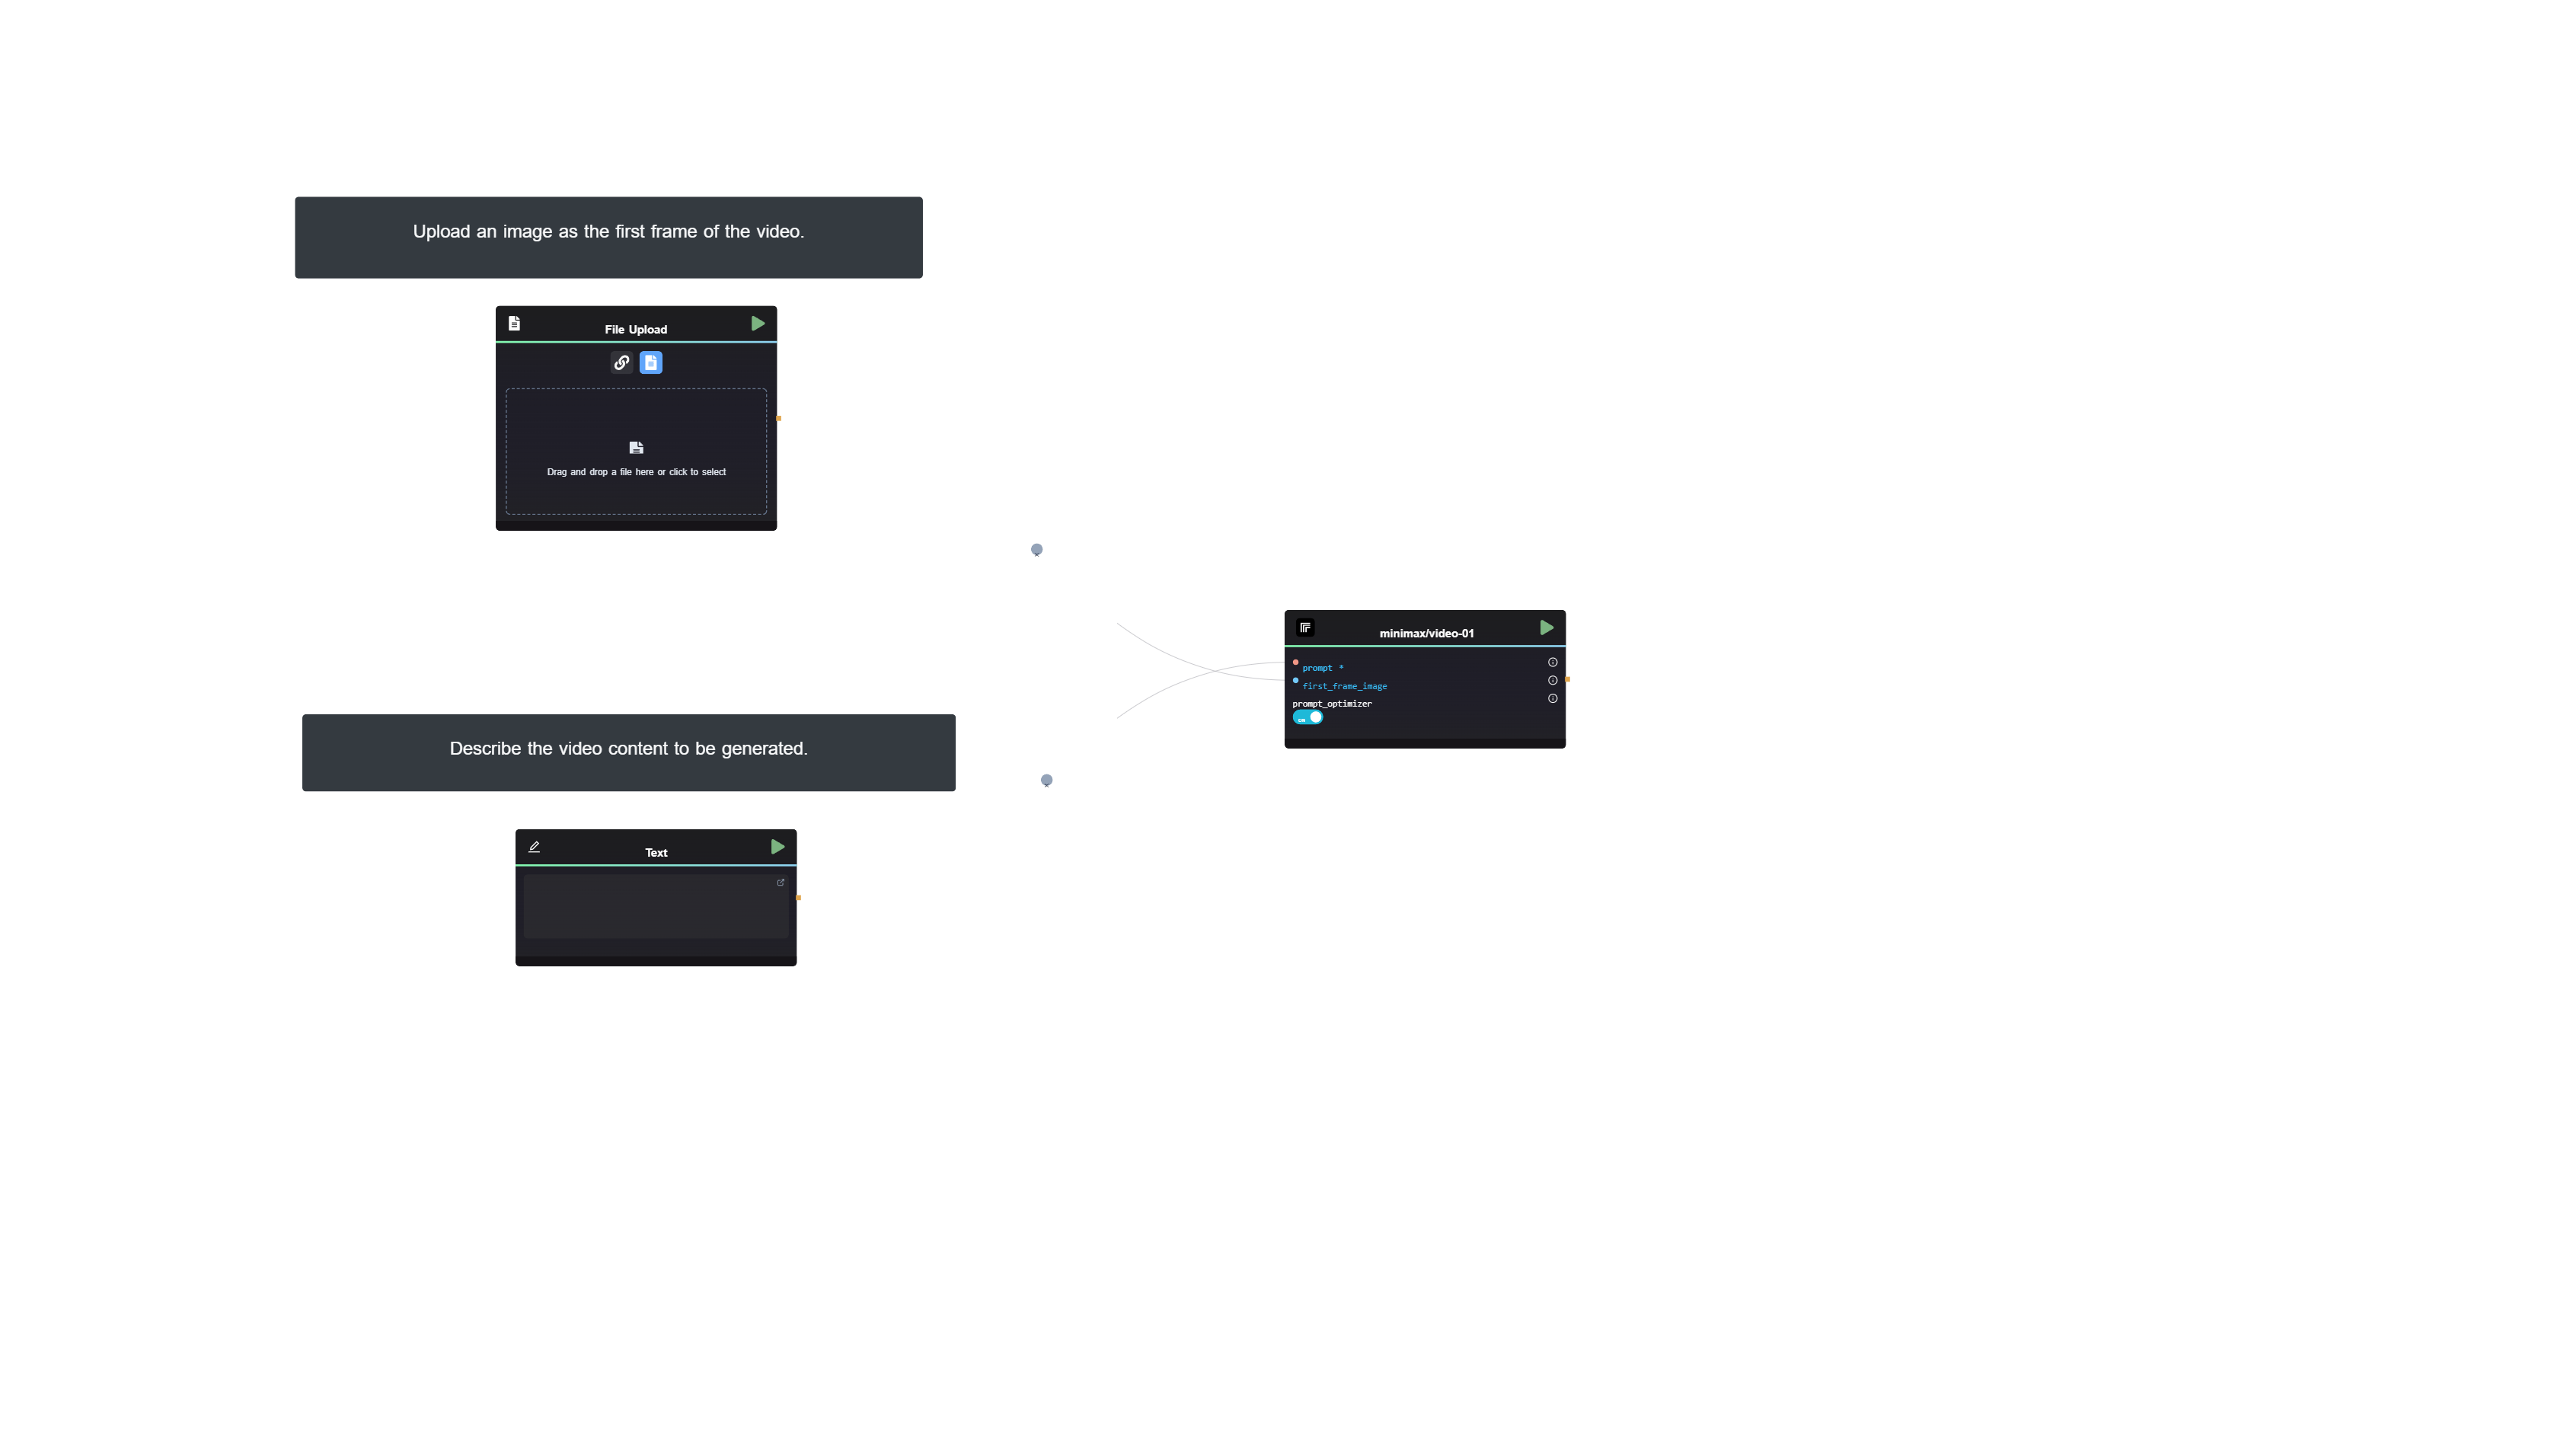 Upload an image as the first frame of the video.
File Upload
Drag and drop a file here or click to select
minimax/video-01
prompt *
first_frame_image
prompt_optimizer
ON
Describe the video content to be generated.
Text